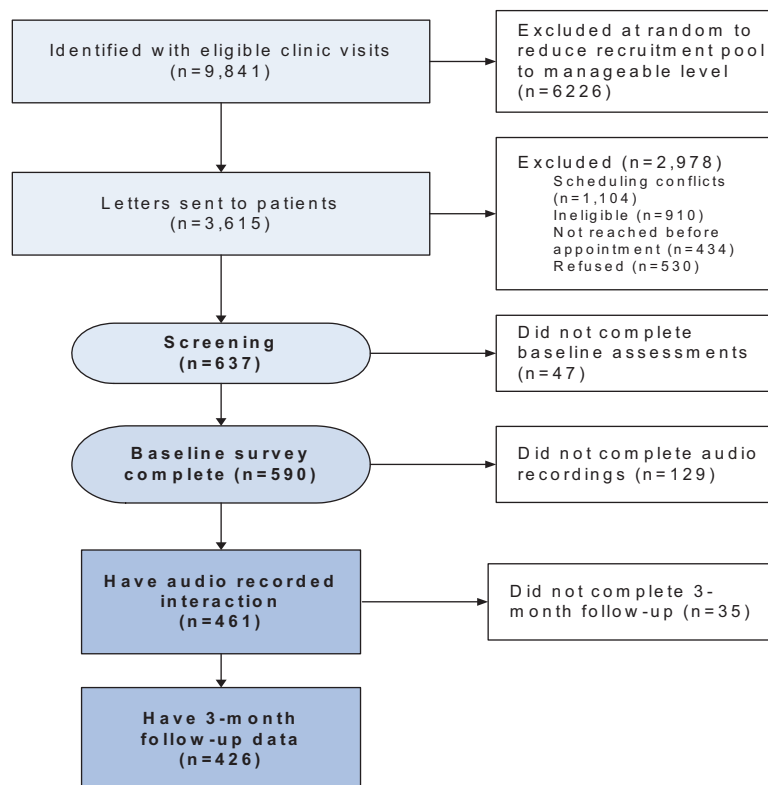 Identified with eligible clinic visits
(n=9,841)
Excluded at random to
reduce recruitment pool
to manageable level
(n=6226)
Letters sent to patients
(n=3,615)
Excluded (n=2,978)
Scheduling conflicts
(n=1,104)
Ineligible (n=910)
Not reached before
appointment (n=434)
Refused (n=530)
Screening
(n=637)
Did not complete
baseline assessments
(n=47)
Baseline survey
complete (n=590)
Did not complete audio
recordings (n=129)
Have audio recorded
interaction
(n=461)
Did not complete 3-
month follow-up (n=35)
Have 3-month
follow-up data
(n=426)